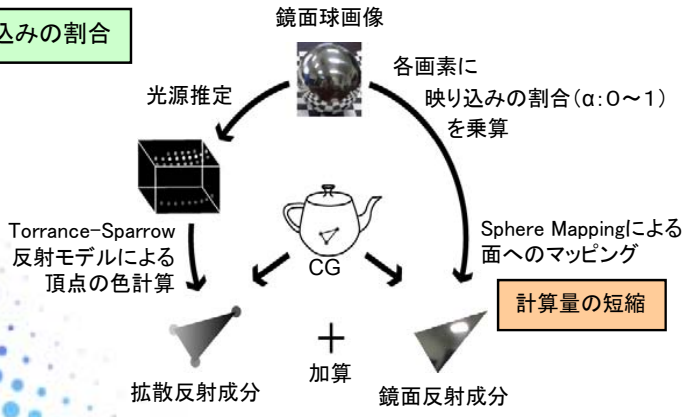 込みの割合
鏡面球画像
各画素に
映り込みの割合(α:0～1)
を乗算
光源推定
Torrance-Sparrow
反射モデルによる
頂点の色計算
CG
Sphere Mappingによる
面へのマッピング
計算量の短縮
＋
加算
拡散反射成分
鏡面反射成分